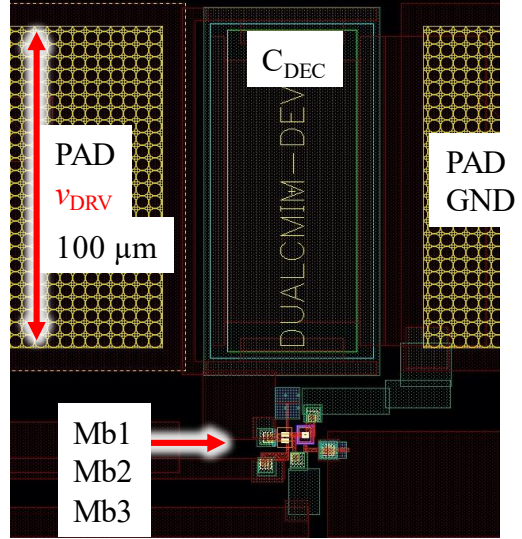 PAD
vDRV
100 µm
CDEC
DUALCMIM-DEV
PAD
GND
Mb1
Mb2
Mb3